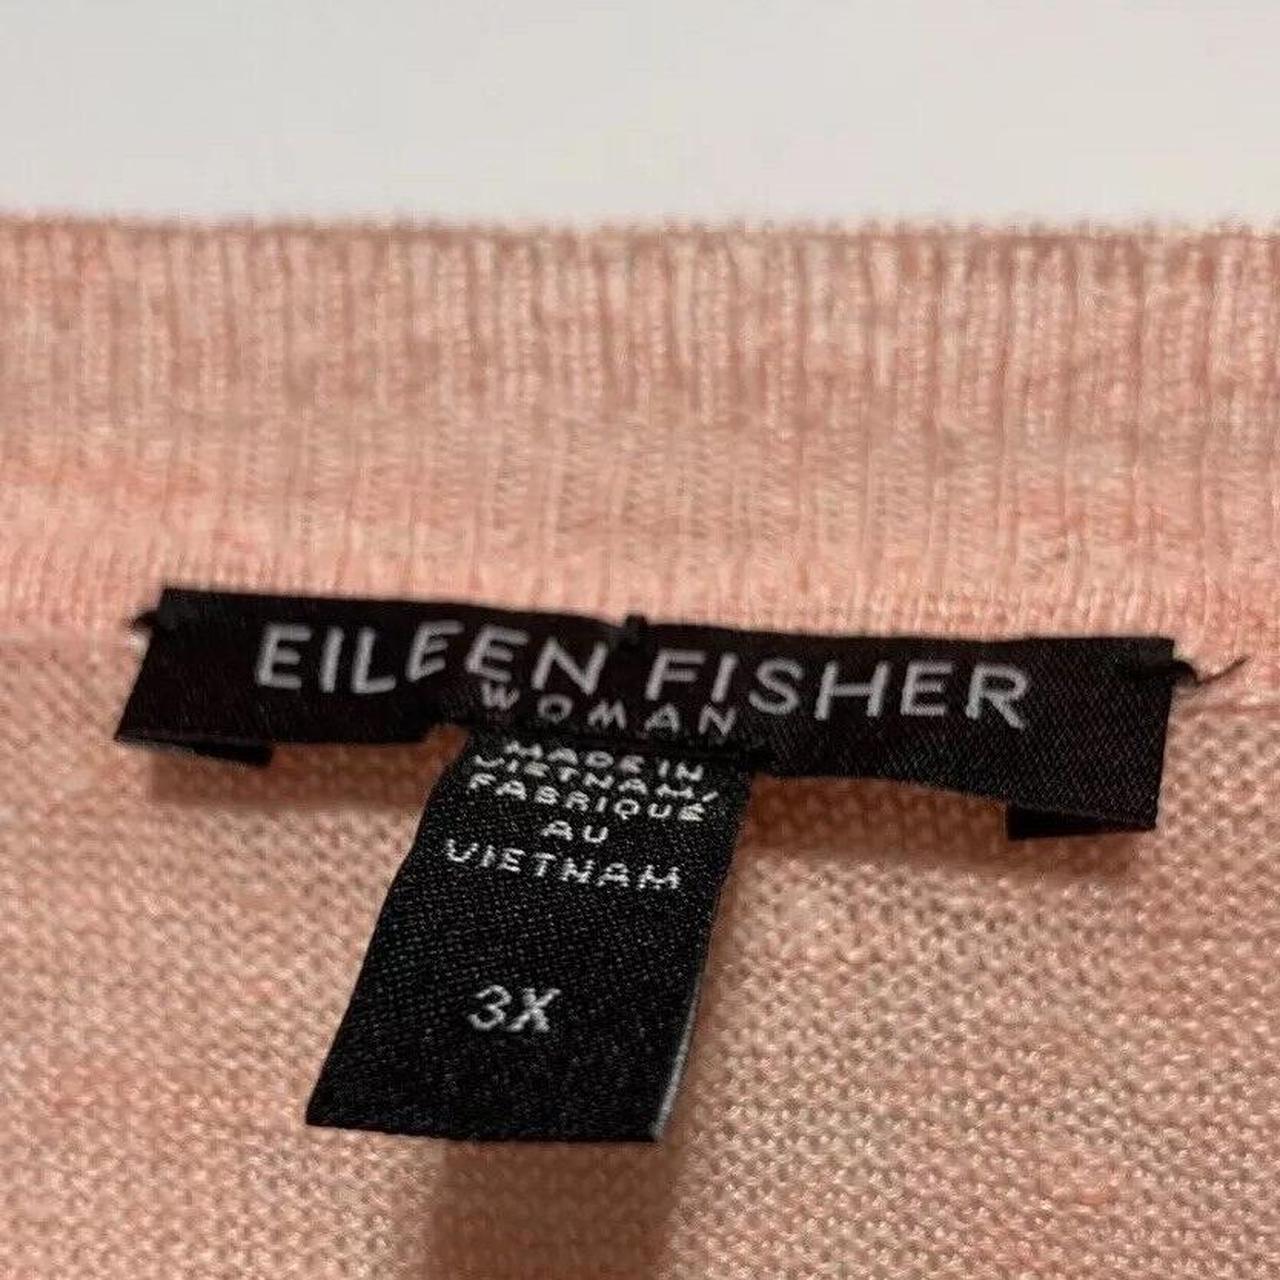 EILEEN FISHER
WOMAN
MADE IN
VIETNAM/
FABRIQUÉ
AU
VIETNAM
3X